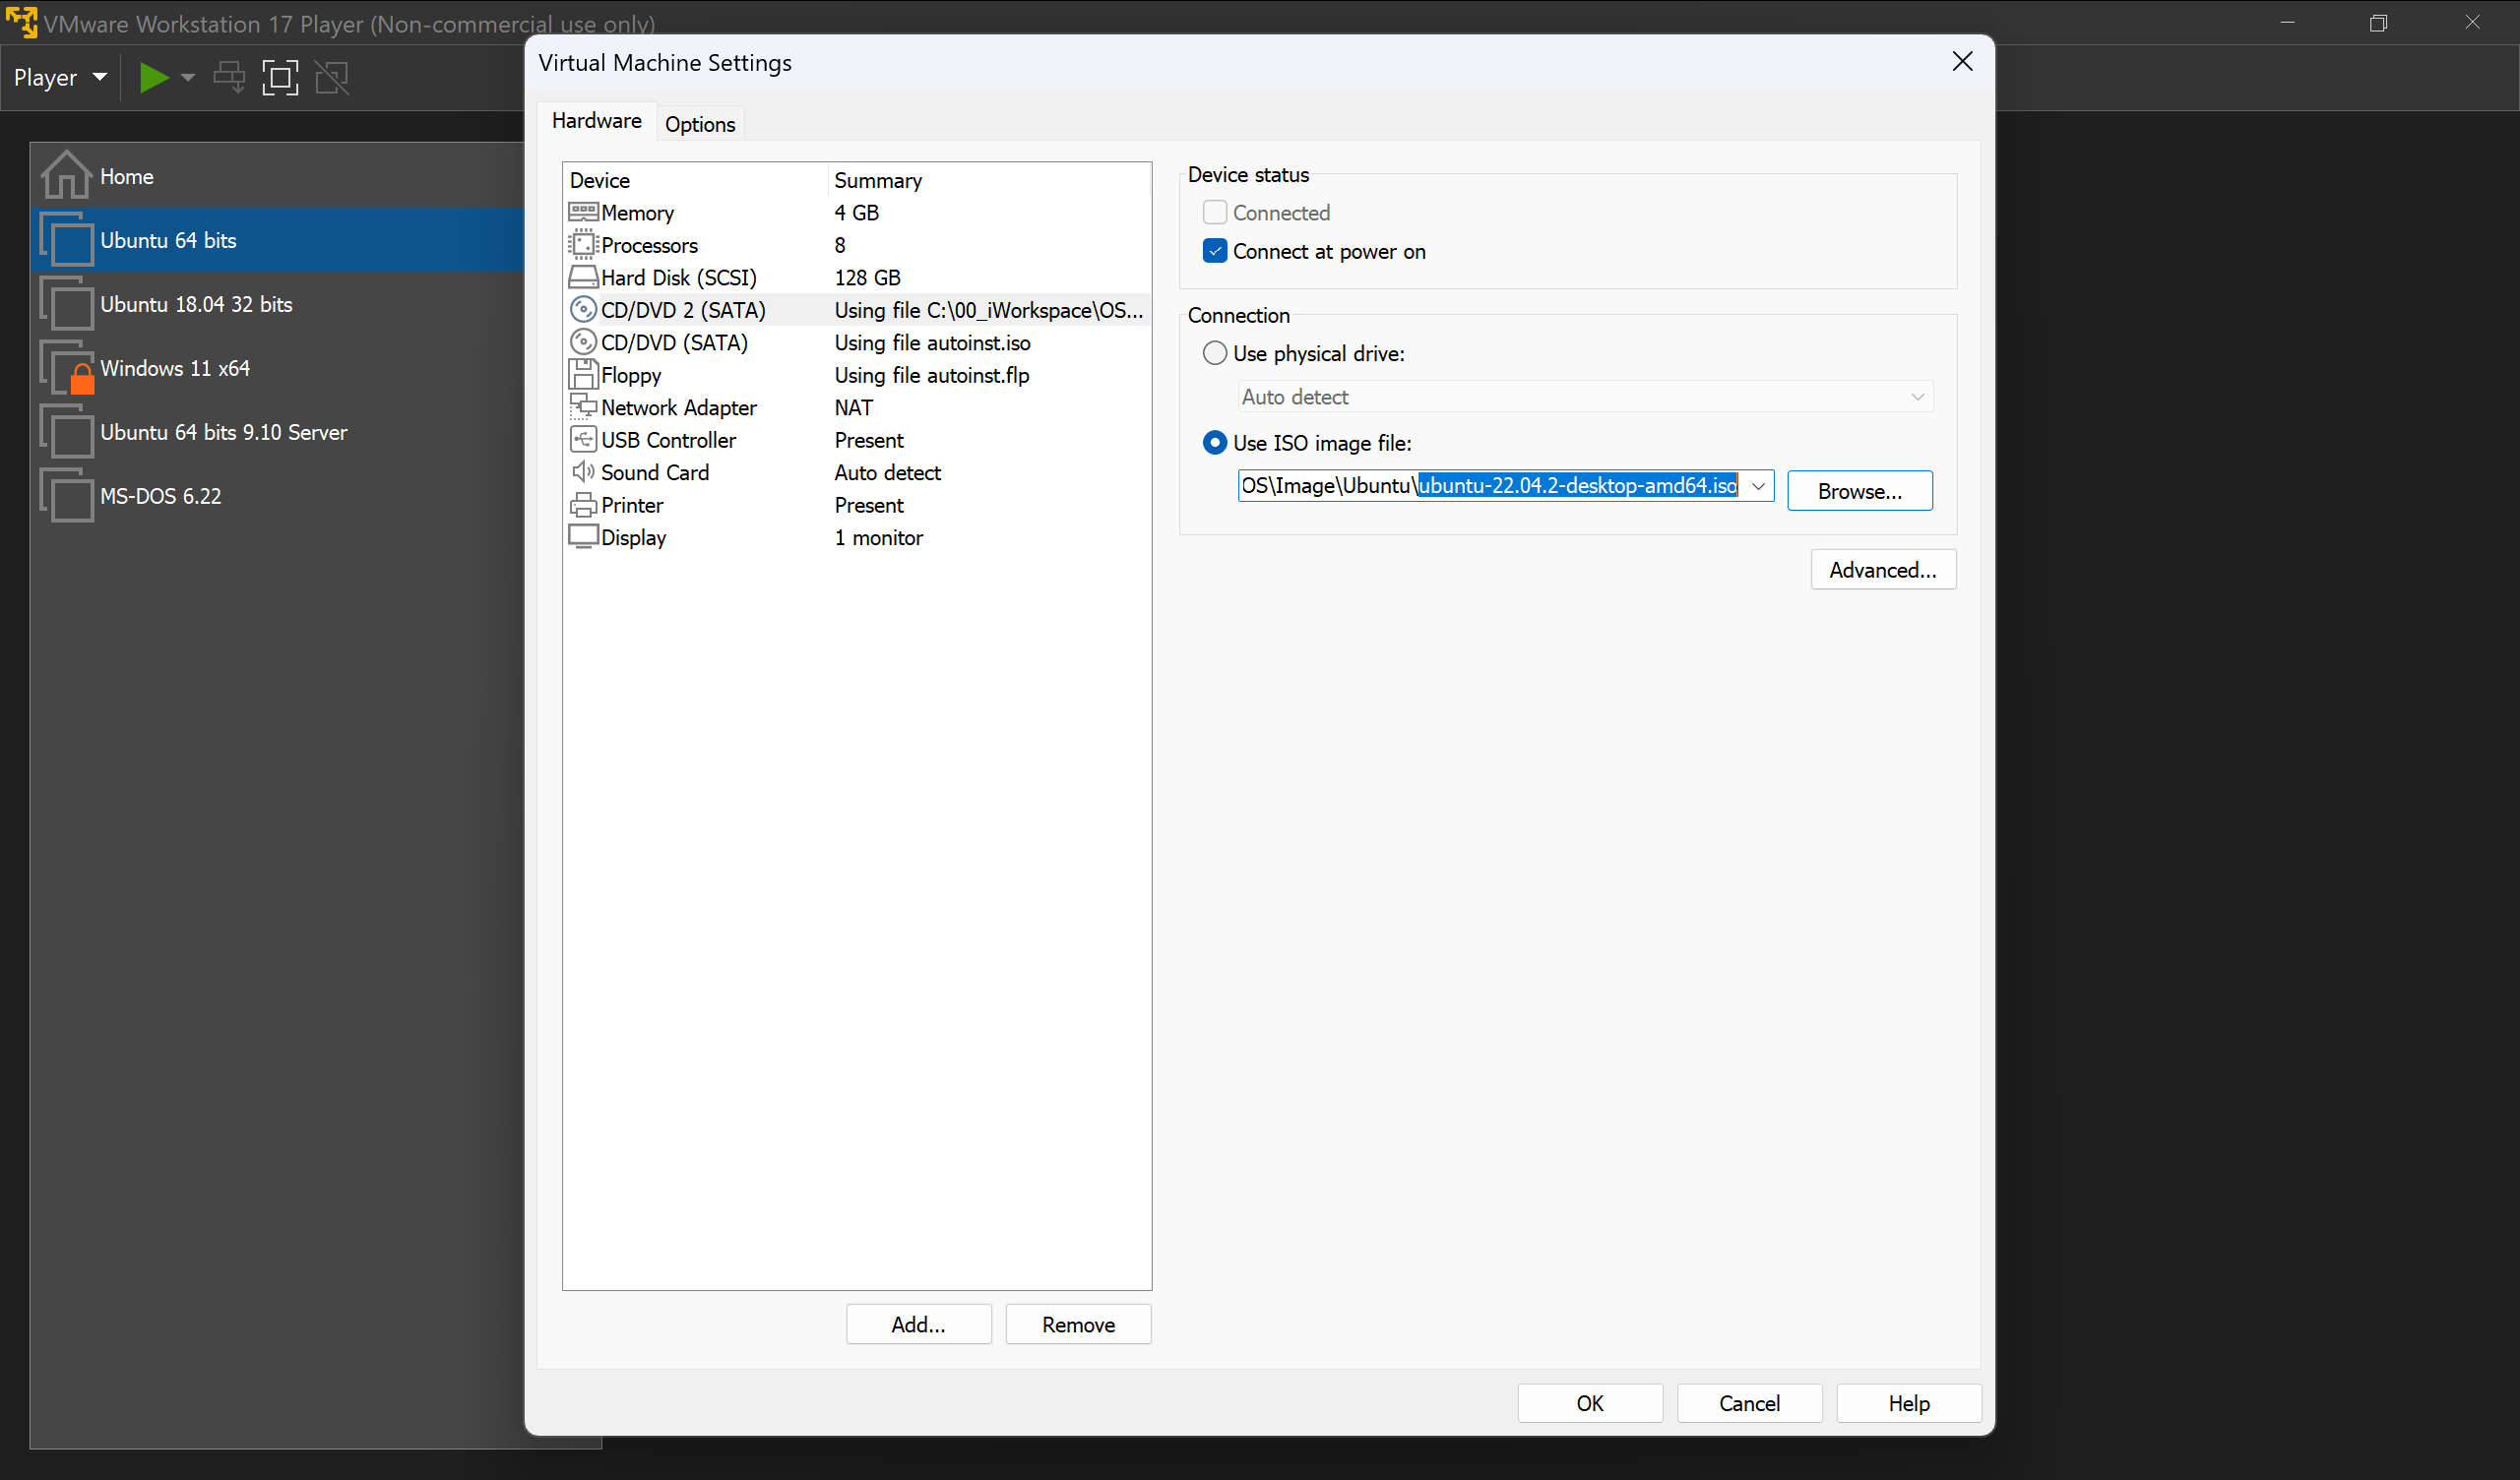 VMware Workstation 17 Player (Non-commercial use only)
Player
Home
Ubuntu 64 bits
Ubuntu 18.04 32 bits
Windows 11 x64
Ubuntu 64 bits 9.10 Server
MS-DOS 6.22
Virtual Machine Settings
Hardware Options
Device Summary
Memory 4 GB
Processors 8
Hard Disk (SCSI) 128 GB
CD/DVD 2 (SATA) Using file C:\00_iWorkspace\OS...
CD/DVD (SATA) Using file autoinst.iso
Floppy Using file autoinst.flp
Network Adapter NAT
USB Controller Present
Sound Card Auto detect
Printer Present
Display 1 monitor
Add... Remove
Device status
Connected
Connect at power on
Connection
Use physical drive:
Auto detect
Use ISO image file:
OS\Image\Ubuntu\ubuntu-22.04.2-desktop-amd64.iso Browse...
Advanced...
OK Cancel Help